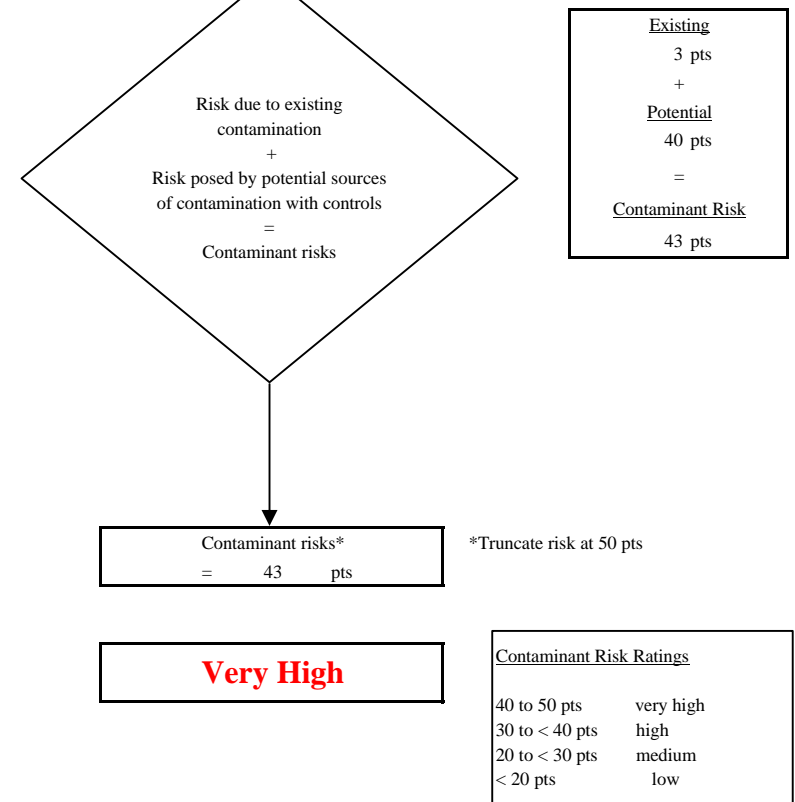 Risk due to existing
contamination
+
Risk posed by potential sources
of contamination with controls
=
Contaminant risks
Existing
3 pts
+
Potential
40 pts
=
Contaminant Risk
43 pts
Contaminant risks*
= 43 pts
*Truncate risk at 50 pts
Very High
Contaminant Risk Ratings
40 to 50 pts very high
30 to < 40 pts high
20 to < 30 pts medium
< 20 pts low